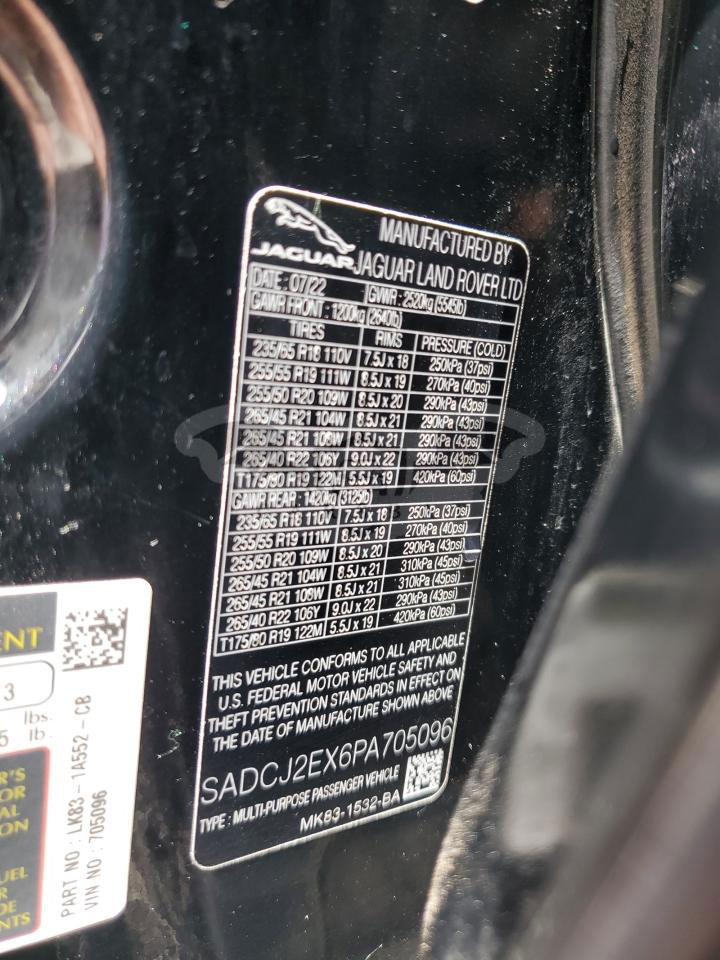 JAGUAR
MANUFACTURED BY
JAGUAR LAND ROVER LTD
DATE: 07/22 GVWR: 2520kg (5545lb)
GAWR FRONT: 1200kg (2640lb)
TIRES RIMS PRESSURE (COLD)
235/65 R18 110V 7.5J x 18 250kPa (37psi)
255/55 R19 111W 8.5J x 19 270kPa (40psi)
255/50 R20 109W 8.5J x 20 290kPa (43psi)
265/45 R21 104W 8.5J x 21 290kPa (43psi)
265/45 R21 108W 8.5J x 21 290kPa (43psi)
265/40 R22 106Y 9.0J x 22 290kPa (43psi)
T175/80 R19 122M 5.5J x 19 420kPa (60psi)
GAWR REAR: 1420kg (3125lb)
235/65 R18 110V 7.5J x 18 250kPa (37psi)
255/55 R19 111W 8.5J x 19 270kPa (40psi)
255/50 R20 109W 8.5J x 20 290kPa (43psi)
265/45 R21 104W 8.5J x 21 310kPa (45psi)
265/45 R21 108W 8.5J x 21 310kPa (45psi)
265/40 R22 106Y 9.0J x 22 290kPa (43psi)
T175/80 R19 122M 5.5J x 19 420kPa (60psi)
THIS VEHICLE CONFORMS TO ALL APPLICABLE
U.S. FEDERAL MOTOR VEHICLE SAFETY AND
THEFT PREVENTION STANDARDS IN EFFECT ON
THE DATE OF MANUFACTURE SHOWN ABOVE
SADCJ2EX6PA705096
TYPE: MULTI-PURPOSE PASSENGER VEHICLE
MK83-1532-BA
ENT
3
lbs.
5 lb.
PART NO: LK83-1A552-CB
VIN NO: 705096
R'S
OR
AL
ON
UEL
R
DE
NTS